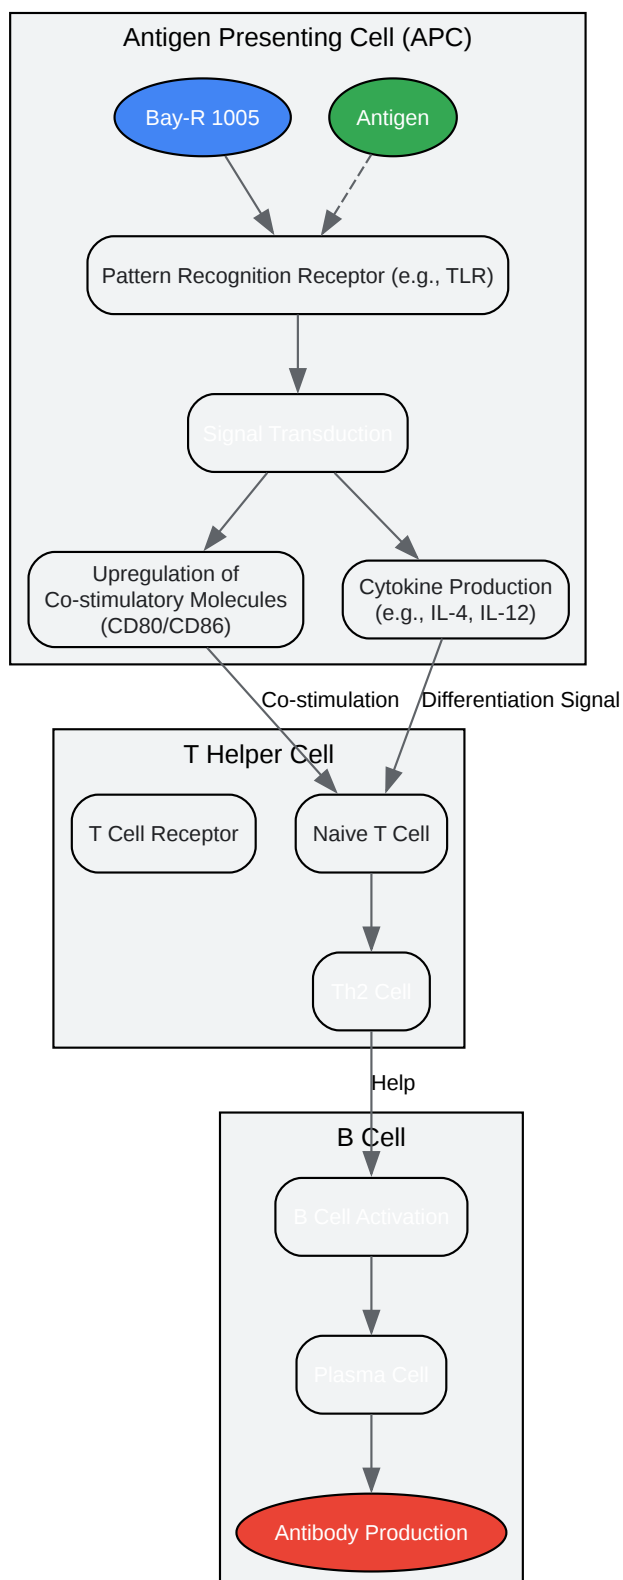 Antigen Presenting Cell (APC)
Bay-R 1005
Antigen
Pattern Recognition Receptor (e.g., TLR)
Signal Transduction
Upregulation of
Co-stimulatory Molecules
(CD80/CD86)
Cytokine Production
(e.g., IL-4, IL-12)
Co-stimulation
Differentiation Signal
T Helper Cell
T Cell Receptor
Naive T Cell
Th2 Cell
Help
B Cell
B Cell Activation
Plasma Cell
Antibody Production